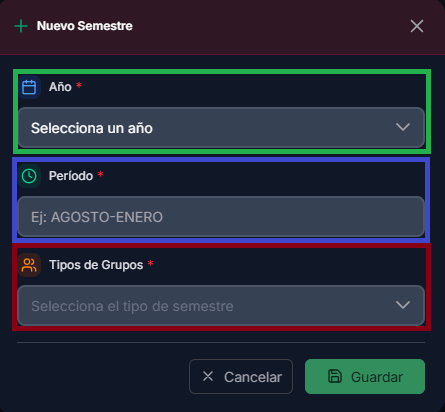 Nuevo Semestre
Año *
Selecciona un año
Período *
Ej: AGOSTO-ENERO
Tipos de Grupos *
Selecciona el tipo de semestre
Cancelar
Guardar